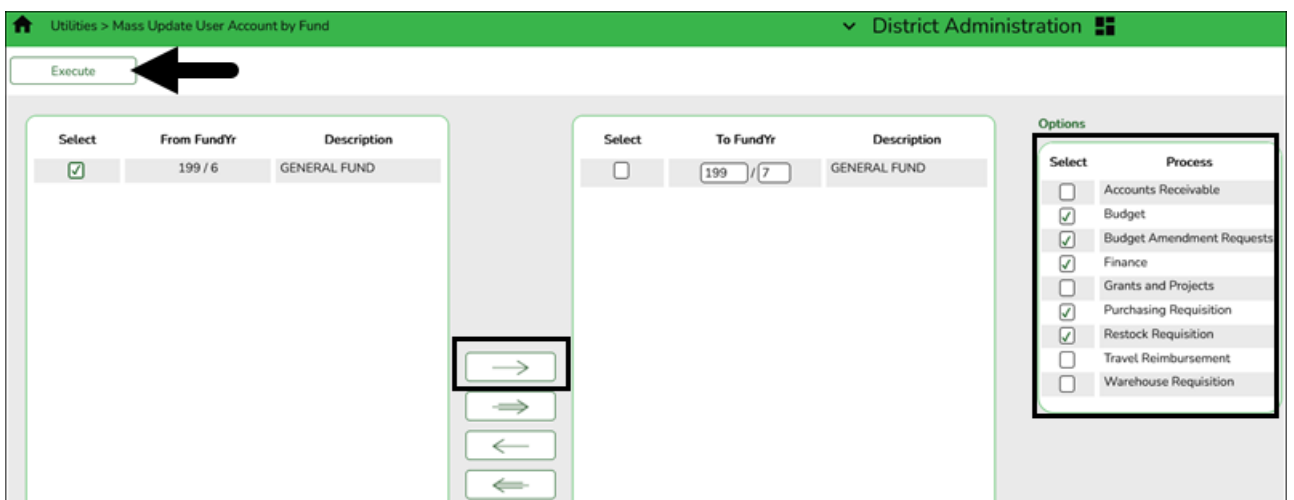 Utilities > Mass Update User Account by Fund
District Administration
Execute
Select From FundYr Description
199 / 6 GENERAL FUND
Select To FundYr Description
199 / 7 GENERAL FUND
Options
Select Process
Accounts Receivable
Budget
Budget Amendment Requests
Finance
Grants and Projects
Purchasing Requisition
Restock Requisition
Travel Reimbursement
Warehouse Requisition